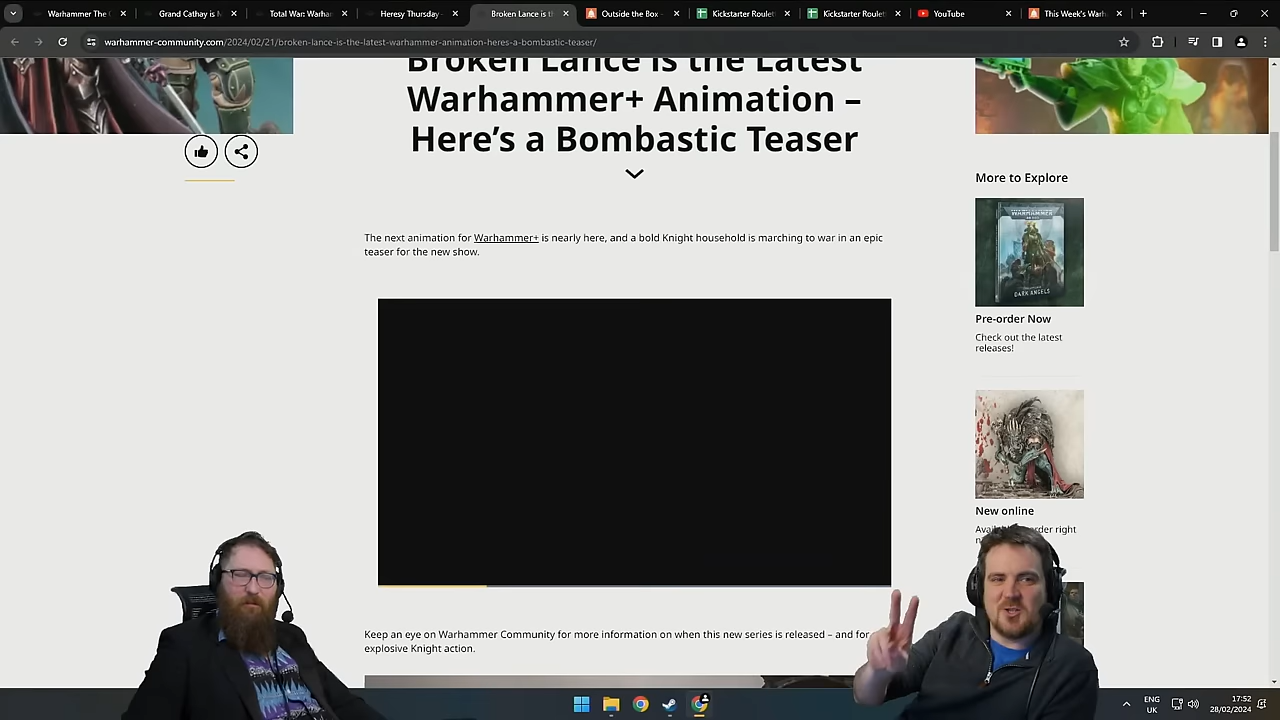 Warhammer The O
Grand Cathay is N
Total War: Warhan
Heresy Thursday -
Broken Lance is th
Outside the Box -
Kickstarter Roulet
Kickstarter Roulet
YouTube
This Week's Warh
warhammer-community.com/2024/02/21/broken-lance-is-the-latest-warhammer-animation-heres-a-bombastic-teaser/
Broken Lance is the Latest
Warhammer+ Animation –
Here's a Bombastic Teaser
The next animation for Warhammer+ is nearly here, and a bold Knight household is marching to war in an epic
teaser for the new show.
Keep an eye on Warhammer Community for more information on when this new series is released – and for
explosive Knight action.
More to Explore
WARHAMMER
DARK ANGELS
Pre-order Now
Check out the latest
releases!
New online
order right
ENG
UK
17:52
28/02/2024